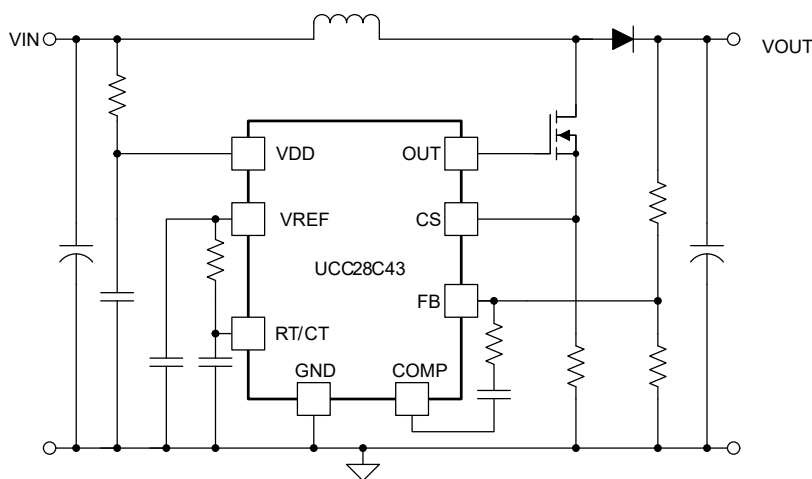 VIN
VOUT
VDD
OUT
VREF
CS
UCC28C43
FB
RT/CT
GND
COMP